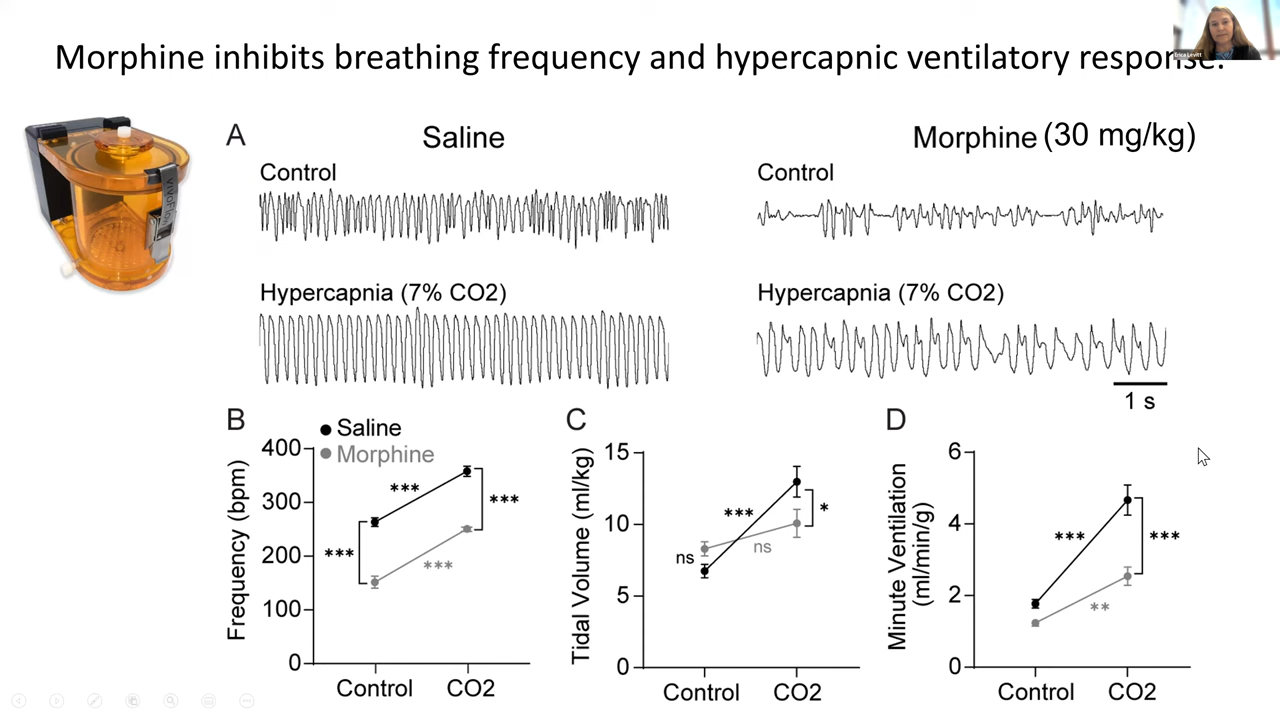 Morphine inhibits breathing frequency and hypercapnic ventilatory response.
Erica Levitt
A
Saline
Morphine (30 mg/kg)
Control
Control
Hypercapnia (7% CO2)
Hypercapnia (7% CO2)
1 s
B
Saline
Morphine
Frequency (bpm)
400
300
200
100
0
***
***
***
***
Control
CO2
C
Tidal Volume (ml/kg)
15
10
5
0
***
*
ns
ns
Control
CO2
D
Minute Ventilation
(ml/min/g)
6
4
2
0
***
***
**
Control
CO2